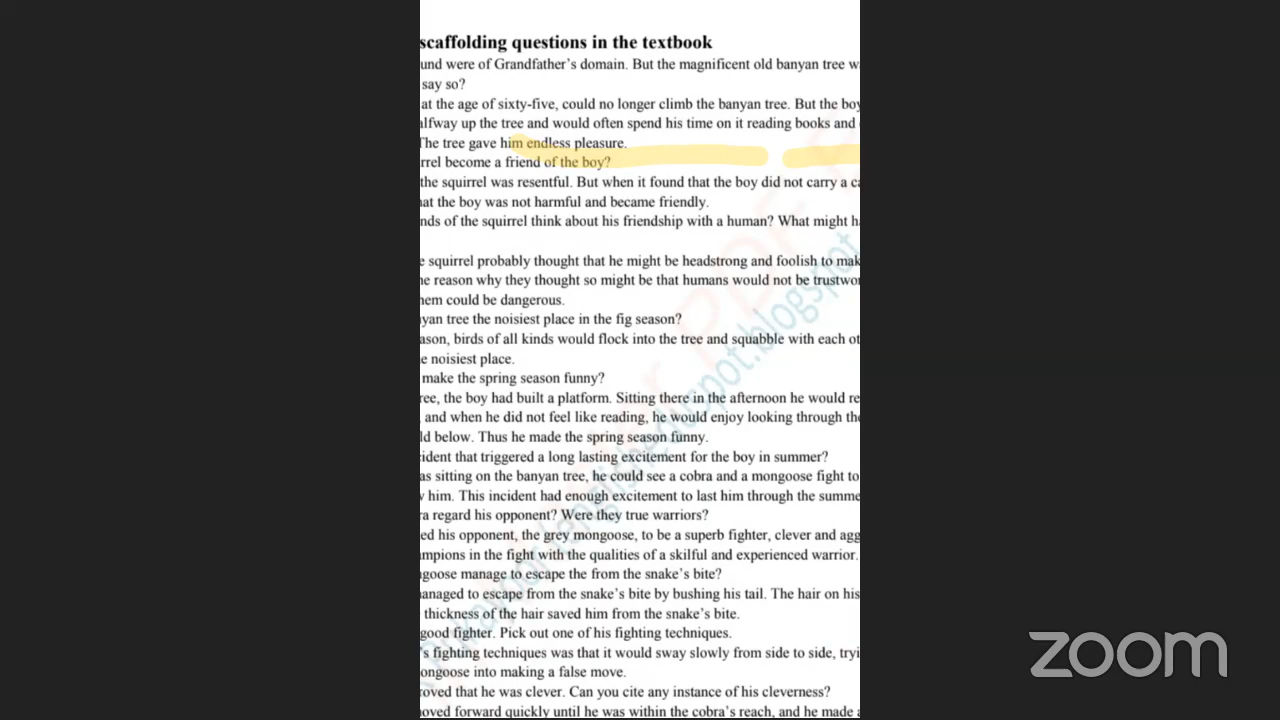 scaffolding questions in the textbook
und were of Grandfather's domain. But the magnificent old banyan tree w
say so?
at the age of sixty-five, could no longer climb the banyan tree. But the boy
alfway up the tree and would often spend his time on it reading books and
The tree gave him endless pleasure.
rrel become a friend of the boy?
the squirrel was resentful. But when it found that the boy did not carry a ca
at the boy was not harmful and became friendly.
nds of the squirrel think about his friendship with a human? What might h
e squirrel probably thought that he might be headstrong and foolish to mak
he reason why they thought so might be that humans would not be trustwor
hem could be dangerous.
yan tree the noisiest place in the fig season?
ason, birds of all kinds would flock into the tree and squabble with each ot
e noisiest place.
make the spring season funny?
ree, the boy had built a platform. Sitting there in the afternoon he would re
, and when he did not feel like reading, he would enjoy looking through the
ld below. Thus he made the spring season funny.
ident that triggered a long lasting excitement for the boy in summer?
as sitting on the banyan tree, he could see a cobra and a mongoose fight to
w him. This incident had enough excitement to last him through the summe
ra regard his opponent? Were they true warriors?
ed his opponent, the grey mongoose, to be a superb fighter, clever and agg
mpions in the fight with the qualities of a skilful and experienced warrior.
goose manage to escape the from the snake's bite?
anaged to escape from the snake's bite by bushing his tail. The hair on his
thickness of the hair saved him from the snake's bite.
good fighter. Pick out one of his fighting techniques.
's fighting techniques was that it would sway slowly from side to side, tryi
ongoose into making a false move.
roved that he was clever. Can you cite any instance of his cleverness?
oved forward quickly until he was within the cobra's reach, and he made a
zoom